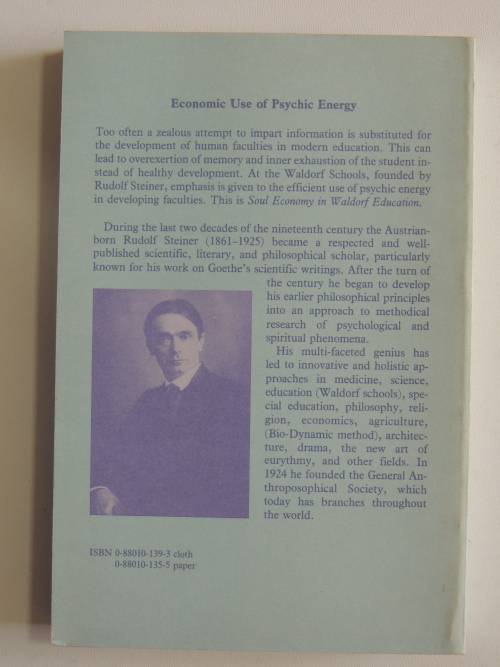 Economic Use of Psychic Energy
Too often a zealous attempt to impart information is substituted for
the development of human faculties in modern education. This can
lead to overexertion of memory and inner exhaustion of the student in-
stead of healthy development. At the Waldorf Schools, founded by
Rudolf Steiner, emphasis is given to the efficient use of psychic energy
in developing faculties. This is Soul Economy in Waldorf Education.
During the last two decades of the nineteenth century the Austrian-
born Rudolf Steiner (1861–1925) became a respected and well-
published scientific, literary, and philosophical scholar, particularly
known for his work on Goethe's scientific writings. After the turn of
the century he began to develop
his earlier philosophical principles
into an approach to methodical
research of psychological and
spiritual phenomena.
His multi-faceted genius has
led to innovative and holistic ap-
proaches in medicine, science,
education (Waldorf schools), spe-
cial education, philosophy, reli-
gion, economics, agriculture,
(Bio-Dynamic method), architec-
ture, drama, the new art of
eurythmy, and other fields. In
1924 he founded the General An-
throposophical Society, which
today has branches throughout
the world.
ISBN 0-88010-139-3 cloth
0-88010-135-5 paper